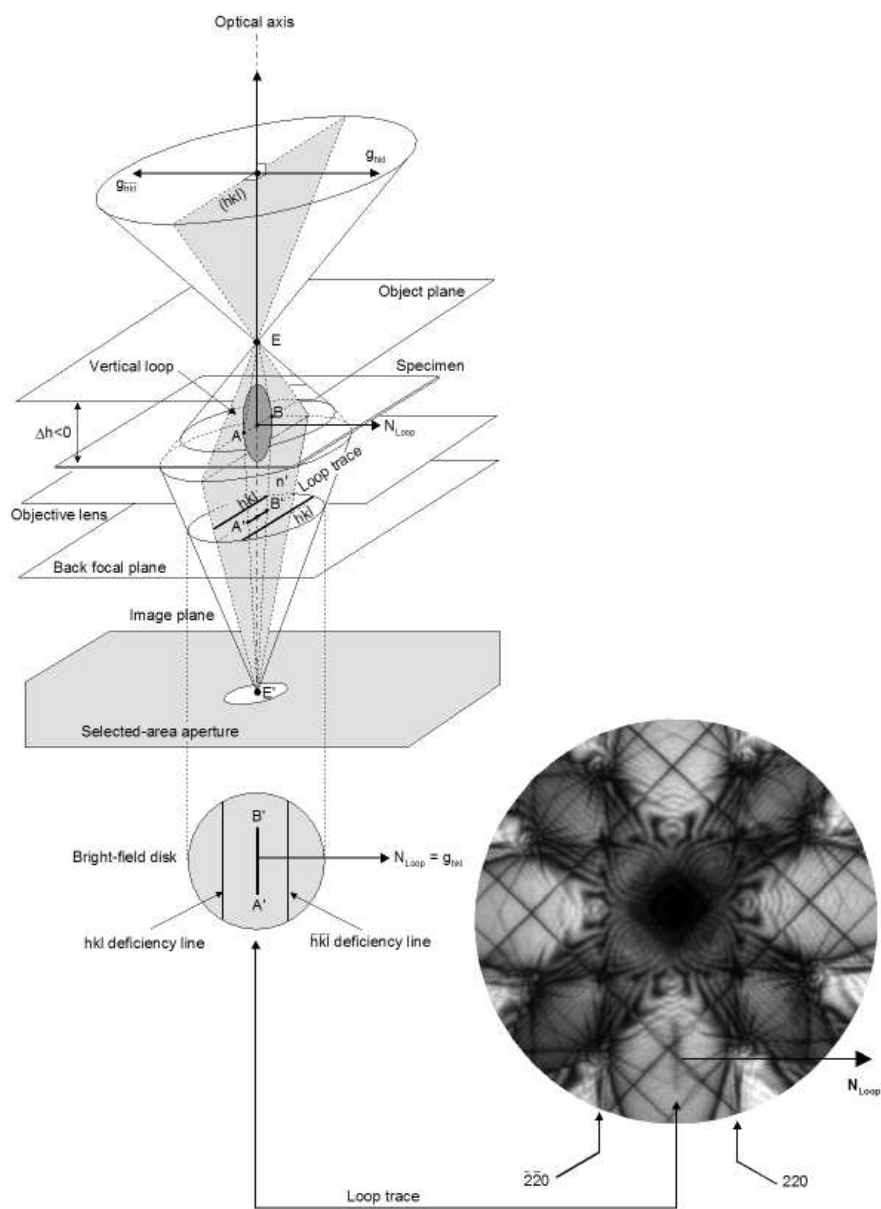 Optical axis
g_hkl
g_h̄k̄l̄
(hkl)
Object plane
E
Vertical loop
Specimen
B
Δh<0
A
N_Loop
n'
Loop trace
hkl
B'
Objective lens
A'
hkl
Back focal plane
Image plane
E'
Selected-area aperture
B'
Bright-field disk
N_Loop = g_hkl
A'
hkl deficiency line
h̄k̄l̄ deficiency line
N_Loop
2̄2̄0
220
Loop trace